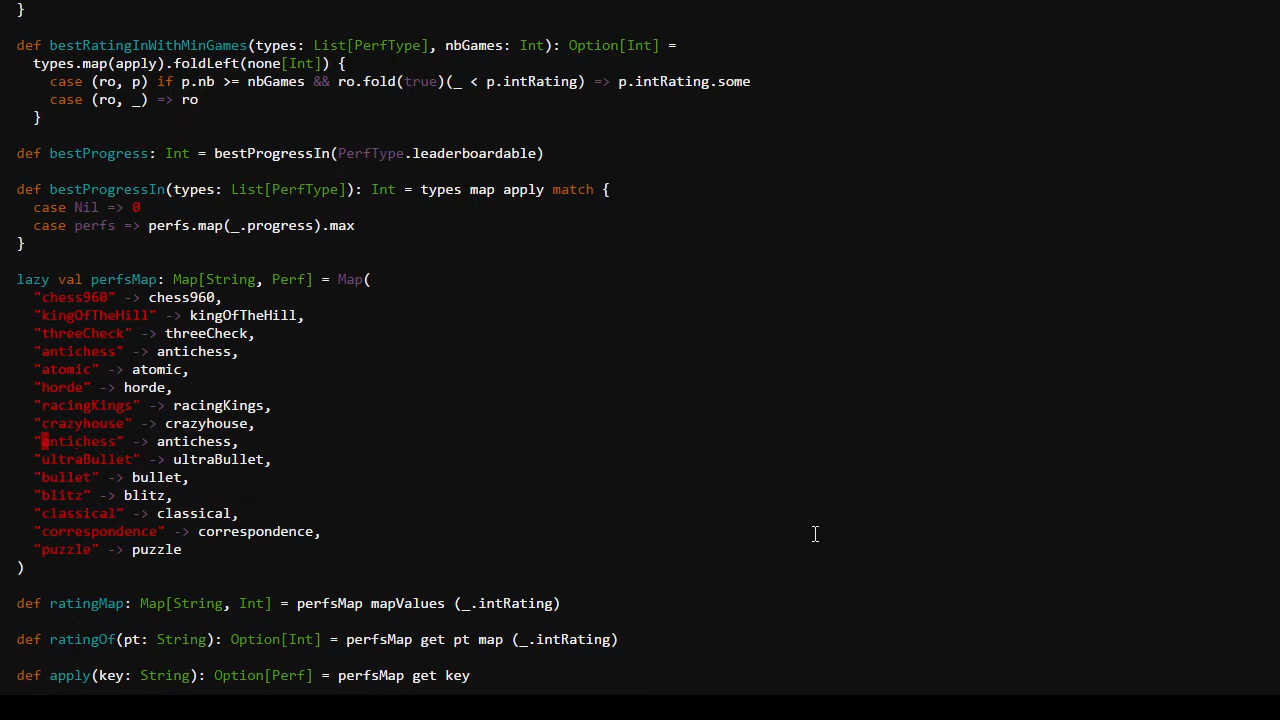 }
def bestRatingInWithMinGames(types: List[PerfType], nbGames: Int): Option[Int] =
types.map(apply).foldLeft(none[Int]) {
case (ro, p) if p.nb >= nbGames && ro.fold(true)(_ < p.intRating) => p.intRating.some
case (ro, _) => ro
}
def bestProgress: Int = bestProgressIn(PerfType.leaderboardable)
def bestProgressIn(types: List[PerfType]): Int = types map apply match {
case Nil => 0
case perfs => perfs.map(_.progress).max
}
lazy val perfsMap: Map[String, Perf] = Map(
"chess960" -> chess960,
"kingOfTheHill" -> kingOfTheHill,
"threeCheck" -> threeCheck,
"antichess" -> antichess,
"atomic" -> atomic,
"horde" -> horde,
"racingKings" -> racingKings,
"crazyhouse" -> crazyhouse,
"antichess" -> antichess,
"ultraBullet" -> ultraBullet,
"bullet" -> bullet,
"blitz" -> blitz,
"classical" -> classical,
"correspondence" -> correspondence,
"puzzle" -> puzzle
)
def ratingMap: Map[String, Int] = perfsMap mapValues (_.intRating)
def ratingOf(pt: String): Option[Int] = perfsMap get pt map (_.intRating)
def apply(key: String): Option[Perf] = perfsMap get key